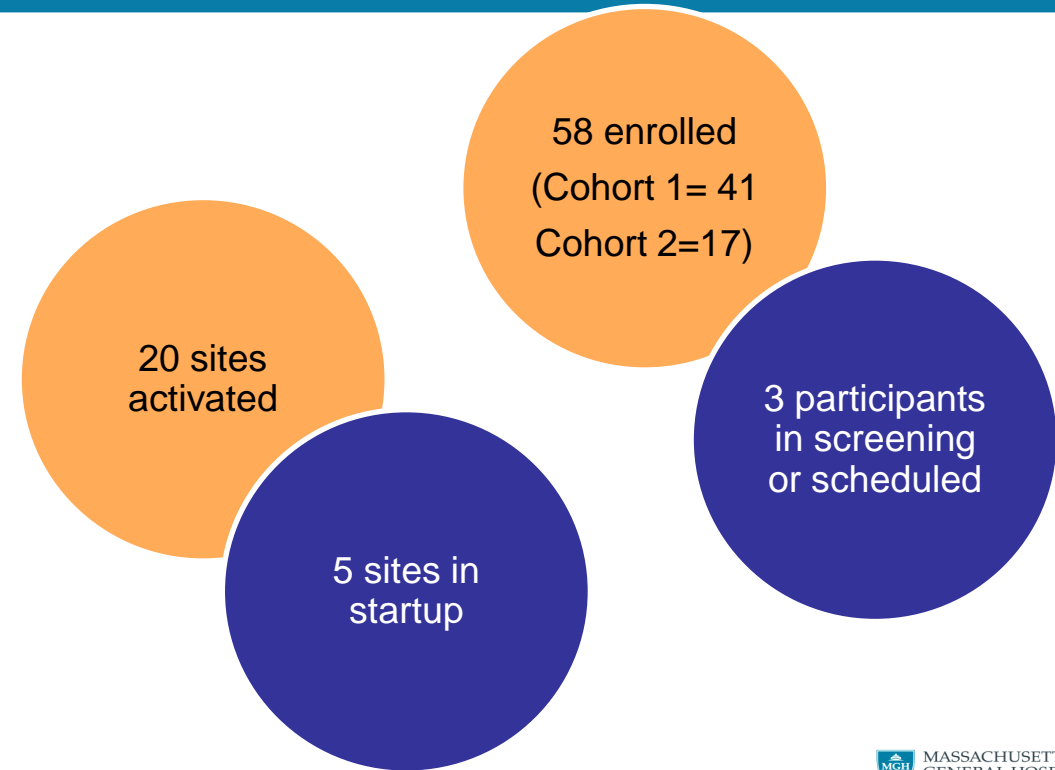 58 enrolled
(Cohort 1= 41
Cohort 2=17)
20 sites
activated
3 participants
in screening
or scheduled
5 sites in
startup
MGH